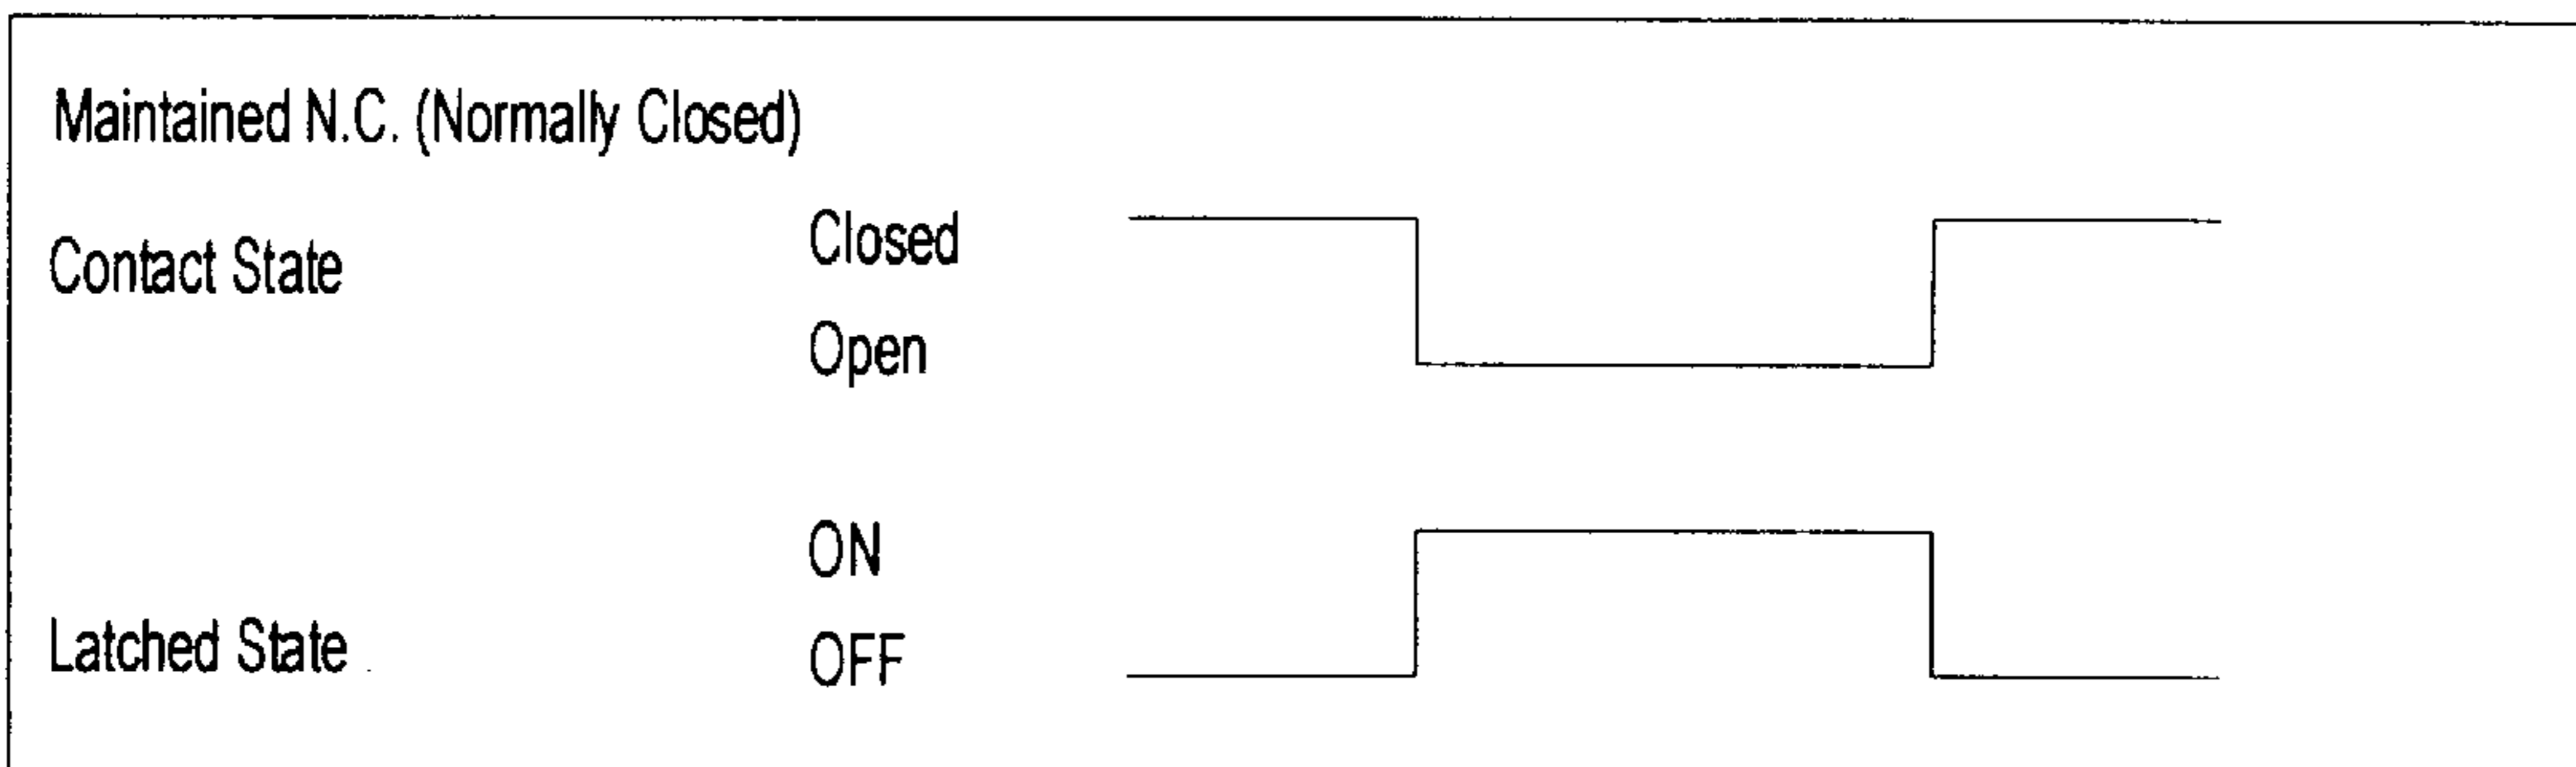 Maintained N.C. (Normally Closed)
Contact State
Closed
Open
ON
Latched State
OFF